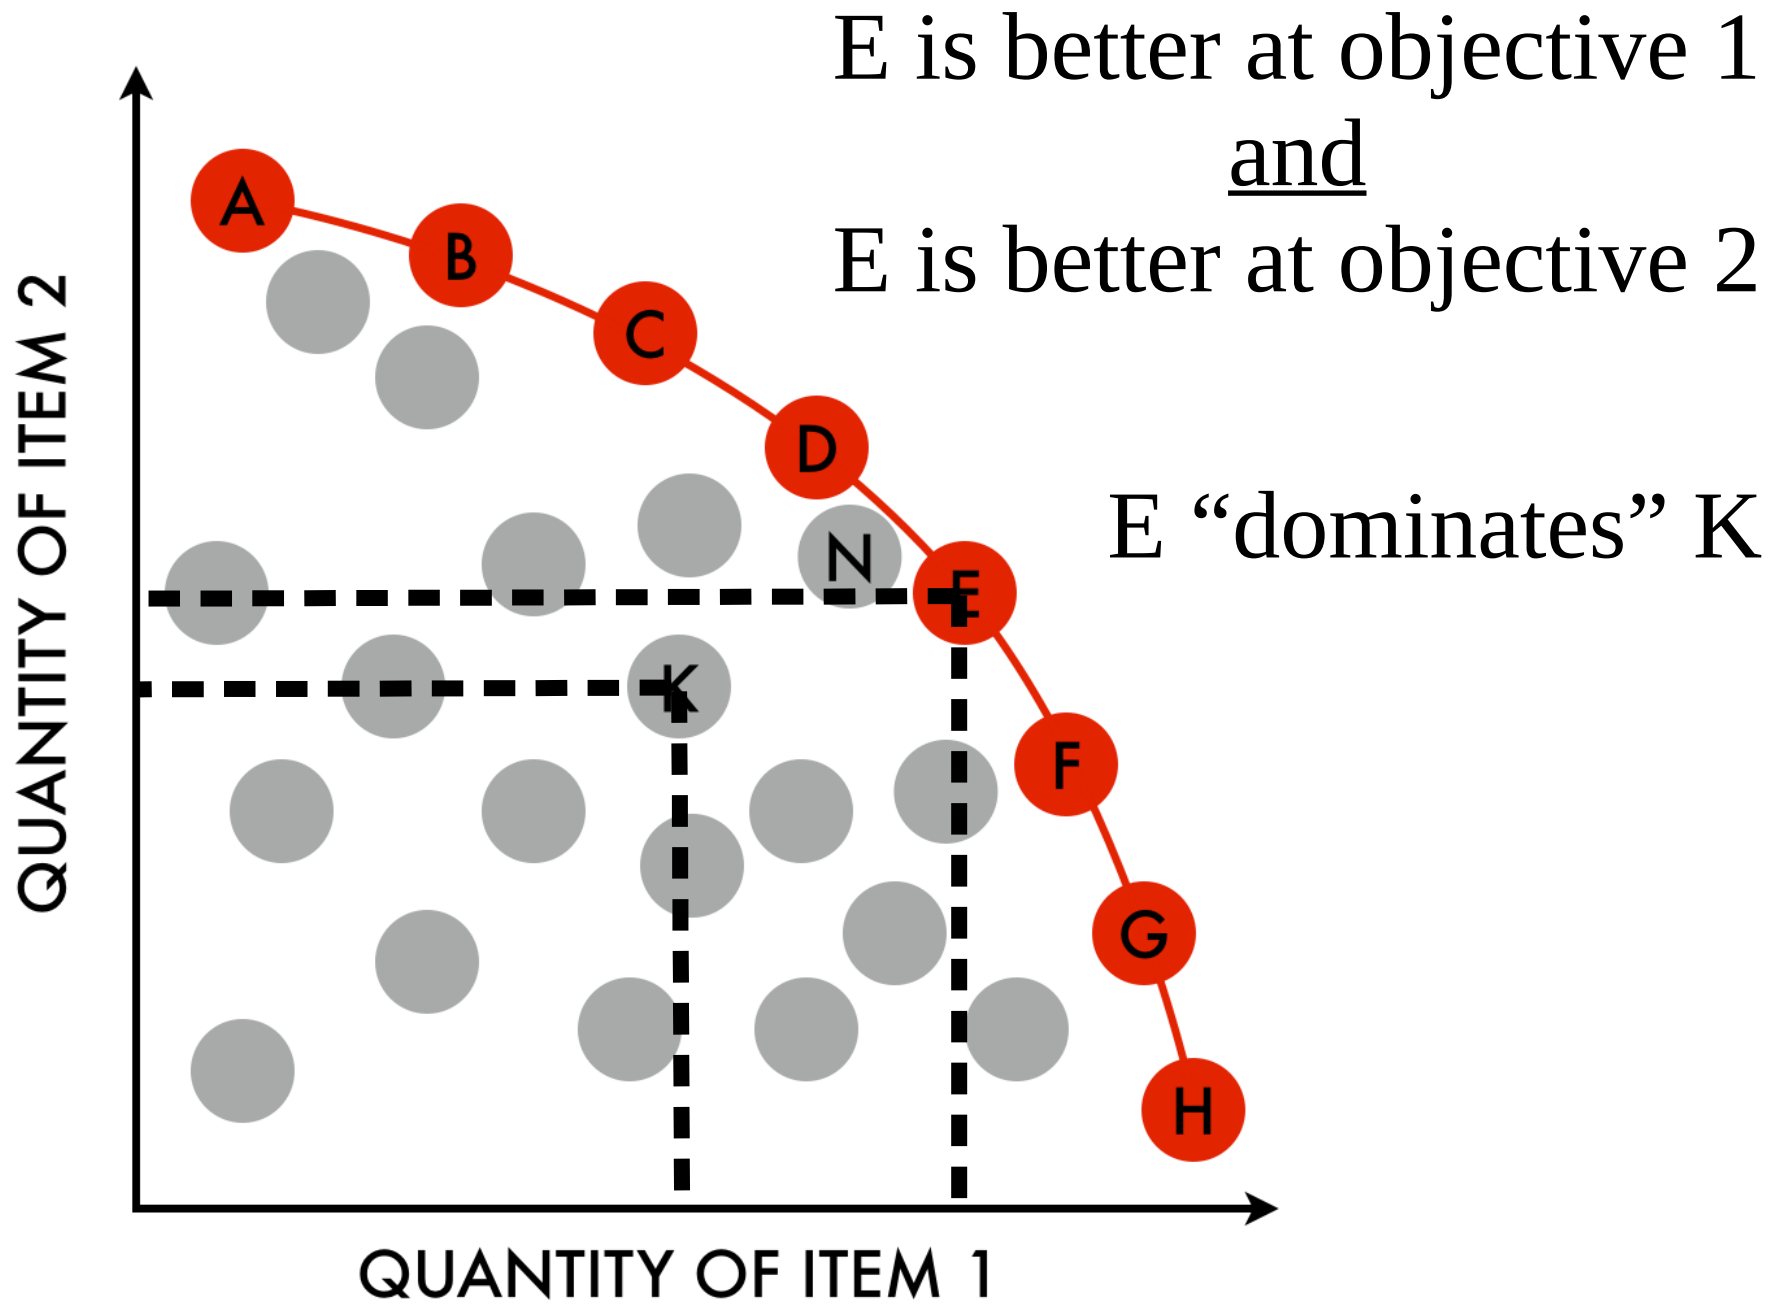 E is better at objective 1
and
E is better at objective 2
E “dominates” K
QUANTITY OF ITEM 2
A
B
C
D
N
E
K
F
G
H
QUANTITY OF ITEM 1